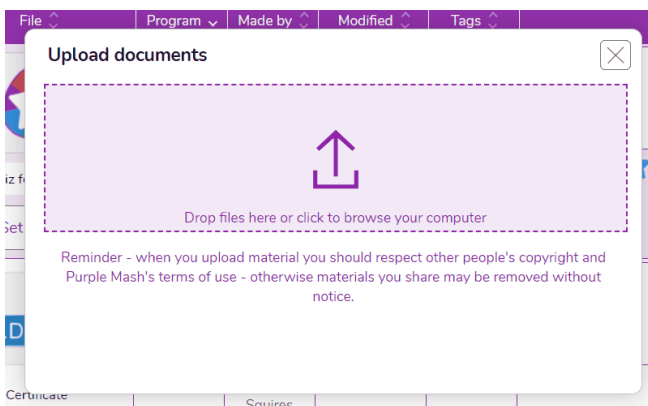 File Program Made by Modified Tags
Upload documents
iz f
Set
Drop files here or click to browse your computer
Reminder - when you upload material you should respect other people's copyright and
Purple Mash's terms of use - otherwise materials you share may be removed without
notice.
D
Certificate
Squires